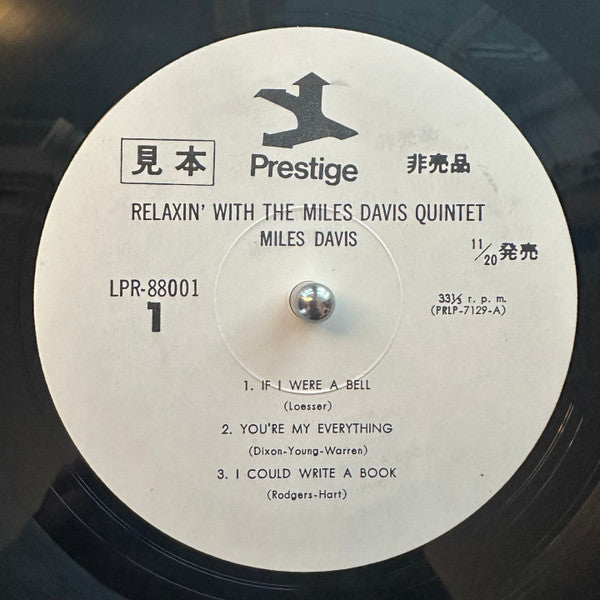 見本
Prestige
非売品
RELAXIN' WITH THE MILES DAVIS QUINTET
MILES DAVIS
11/20 発売
LPR-88001
1
33⅓ r. p. m.
(PRLP-7129-A)
1. IF I WERE A BELL
(Loesser)
2. YOU'RE MY EVERYTHING
(Dixon-Young-Warren)
3. I COULD WRITE A BOOK
(Rodgers-Hart)